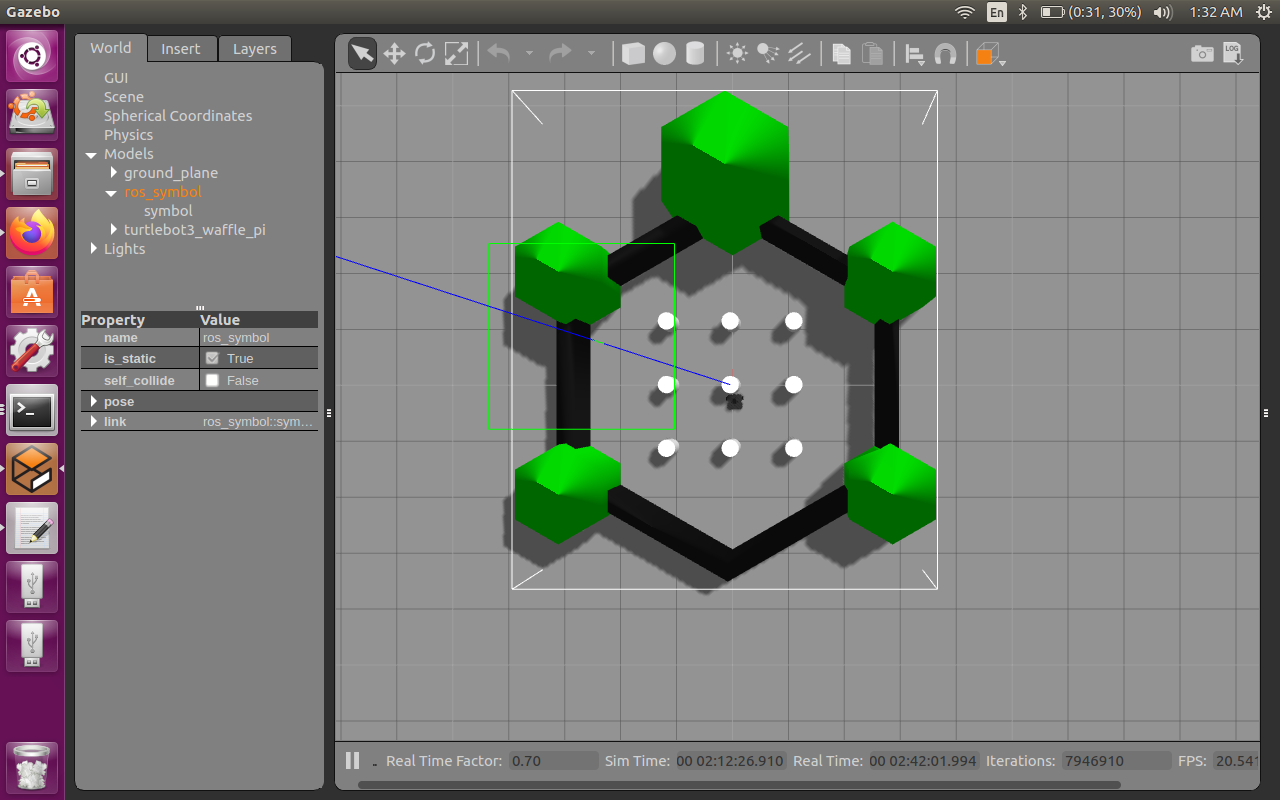 Gazebo
En
(0:31, 30%)
1:32 AM
World
Insert
Layers
LOG
GUI
Scene
Spherical Coordinates
Physics
Models
ground_plane
ros_symbol
symbol
turtlebot3_waffle_pi
Lights
Property Value
name ros_symbol
is_static True
self_collide False
pose
link ros_symbol::sym...
Real Time Factor: 0.70 Sim Time: 00 02:12:26.910 Real Time: 00 02:42:01.994 Iterations: 7946910 FPS: 20.541